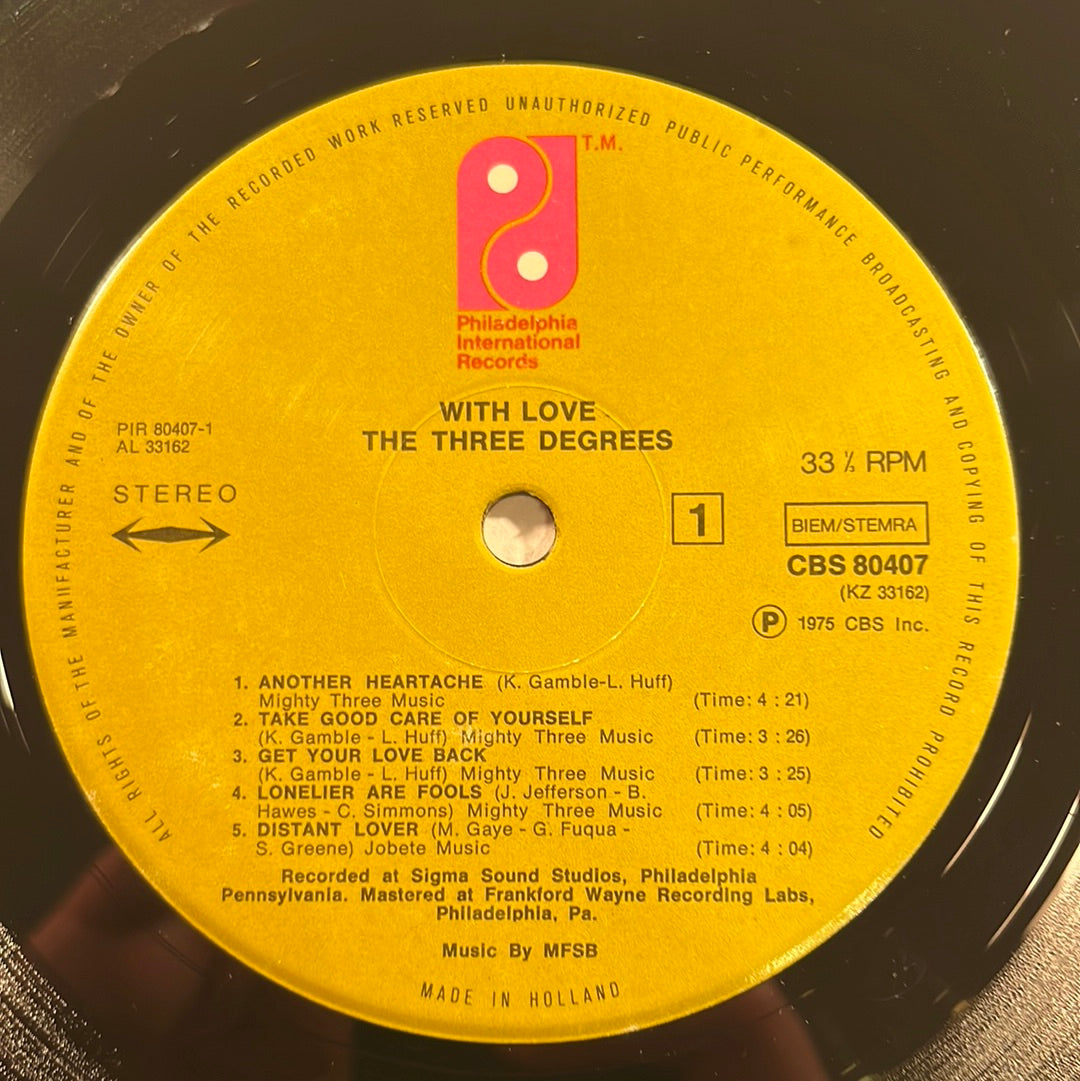 ALL RIGHTS OF THE MANUFACTURER AND OF THE OWNER OF THE RECORDED WORK RESERVED UNAUTHORIZED PUBLIC PERFORMANCE BROADCASTING AND COPYING OF THIS RECORD PROHIBITED
T.M.
Philadelphia
International
Records
WITH LOVE
THE THREE DEGREES
PIR 80407-1
AL 33162
STEREO
33 ⅓ RPM
1
BIEM/STEMRA
CBS 80407
(KZ 33162)
Ⓟ 1975 CBS Inc.
1. ANOTHER HEARTACHE (K. Gamble-L. Huff)
Mighty Three Music (Time: 4 : 21)
2. TAKE GOOD CARE OF YOURSELF
(K. Gamble - L. Huff) Mighty Three Music (Time: 3 : 26)
3. GET YOUR LOVE BACK
(K. Gamble - L. Huff) Mighty Three Music (Time: 3 : 25)
4. LONELIER ARE FOOLS (J. Jefferson - B.
Hawes - C. Simmons) Mighty Three Music (Time: 4 : 05)
5. DISTANT LOVER (M. Gaye - G. Fuqua -
S. Greene) Jobete Music (Time: 4 : 04)
Recorded at Sigma Sound Studios, Philadelphia
Pennsylvania. Mastered at Frankford Wayne Recording Labs,
Philadelphia, Pa.
Music By MFSB
MADE IN HOLLAND